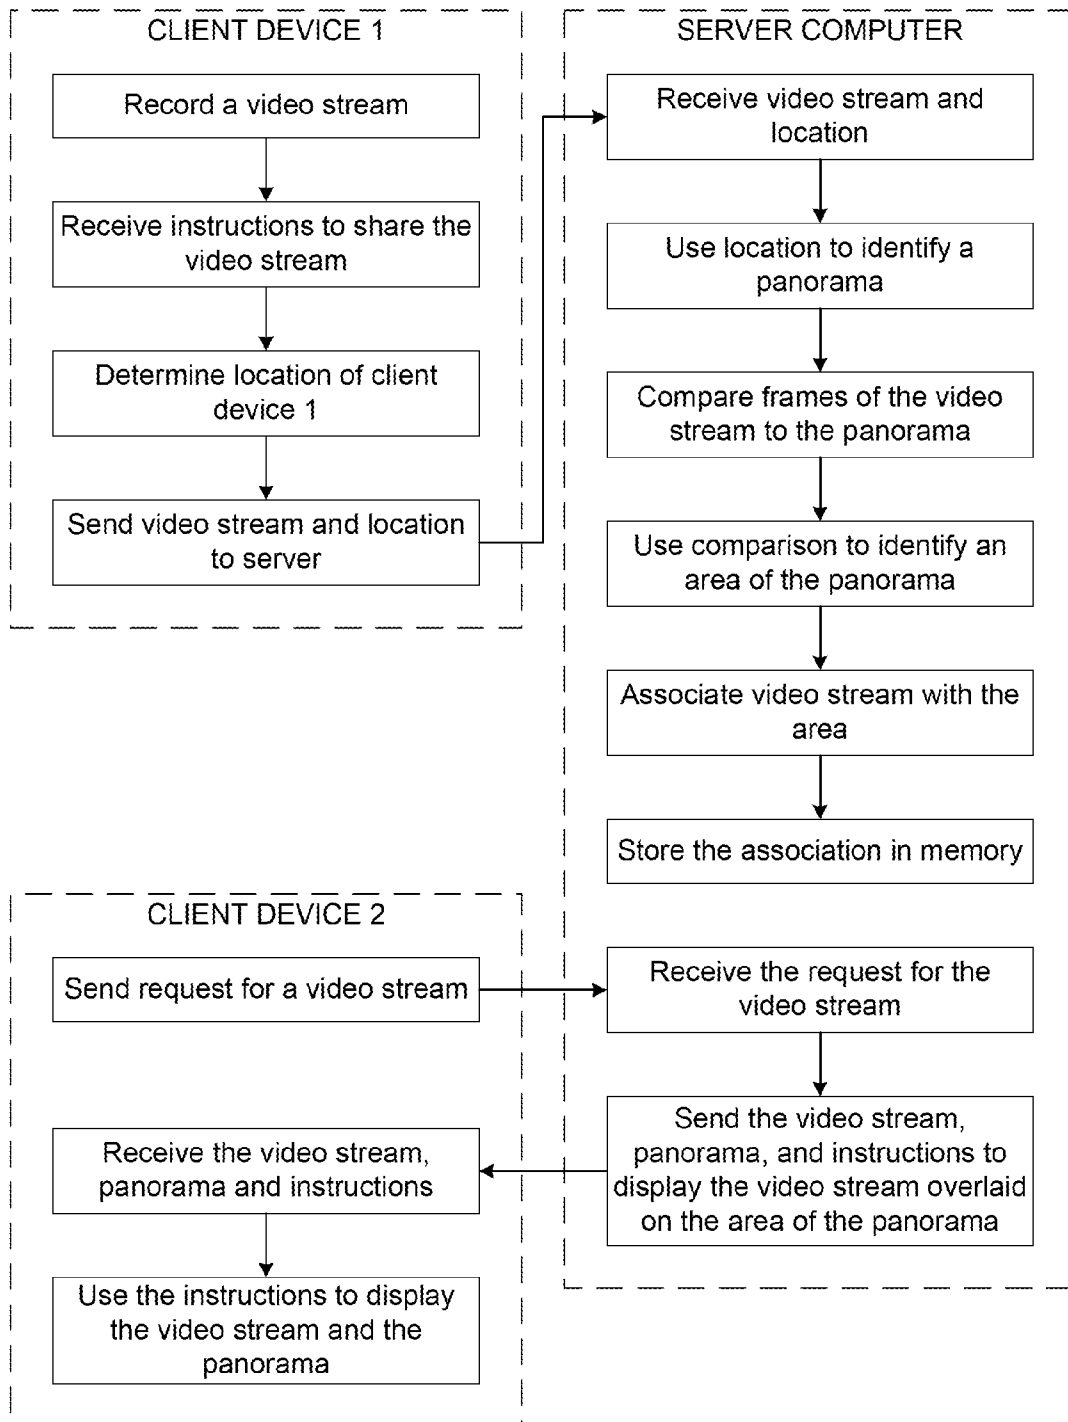 CLIENT DEVICE 1
Record a video stream
Receive instructions to share the
video stream
Determine location of client
device 1
Send video stream and location
to server
SERVER COMPUTER
Receive video stream and
location
Use location to identify a
panorama
Compare frames of the video
stream to the panorama
Use comparison to identify an
area of the panorama
Associate video stream with the
area
Store the association in memory
CLIENT DEVICE 2
Send request for a video stream
Receive the request for the
video stream
Send the video stream,
panorama, and instructions to
display the video stream overlaid
on the area of the panorama
Receive the video stream,
panorama and instructions
Use the instructions to display
the video stream and the
panorama